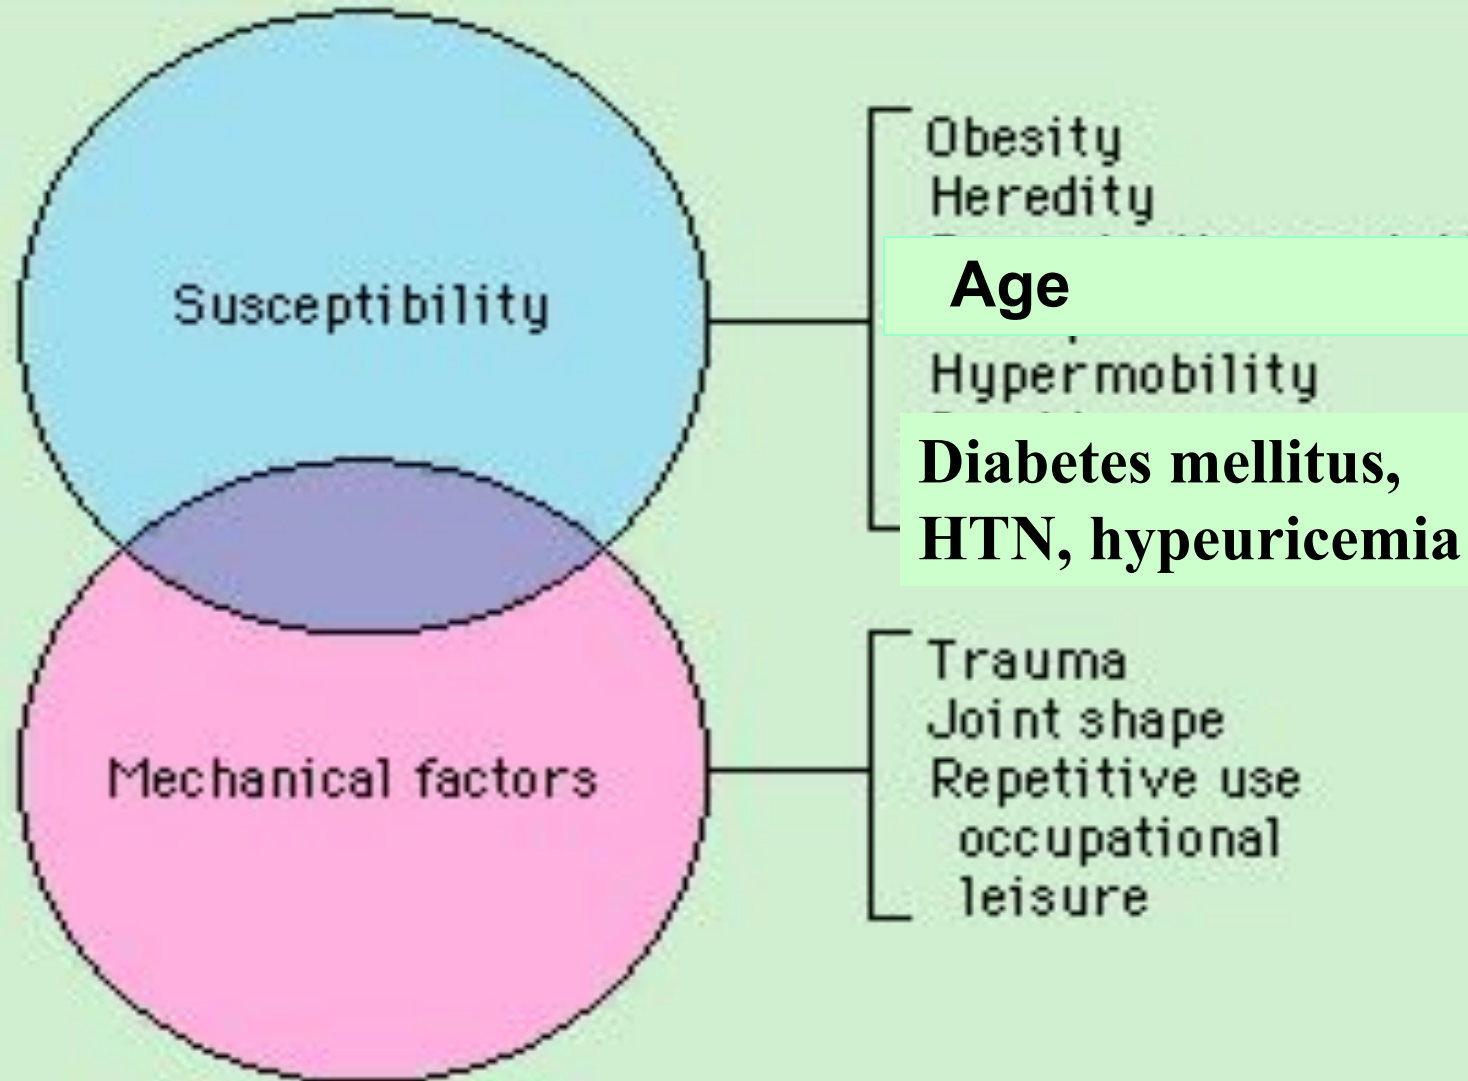 Susceptibility
Obesity
Heredity
Age
Hypermobility
Diabetes mellitus,
HTN, hypeuricemia
Mechanical factors
Trauma
Joint shape
Repetitive use
occupational
leisure